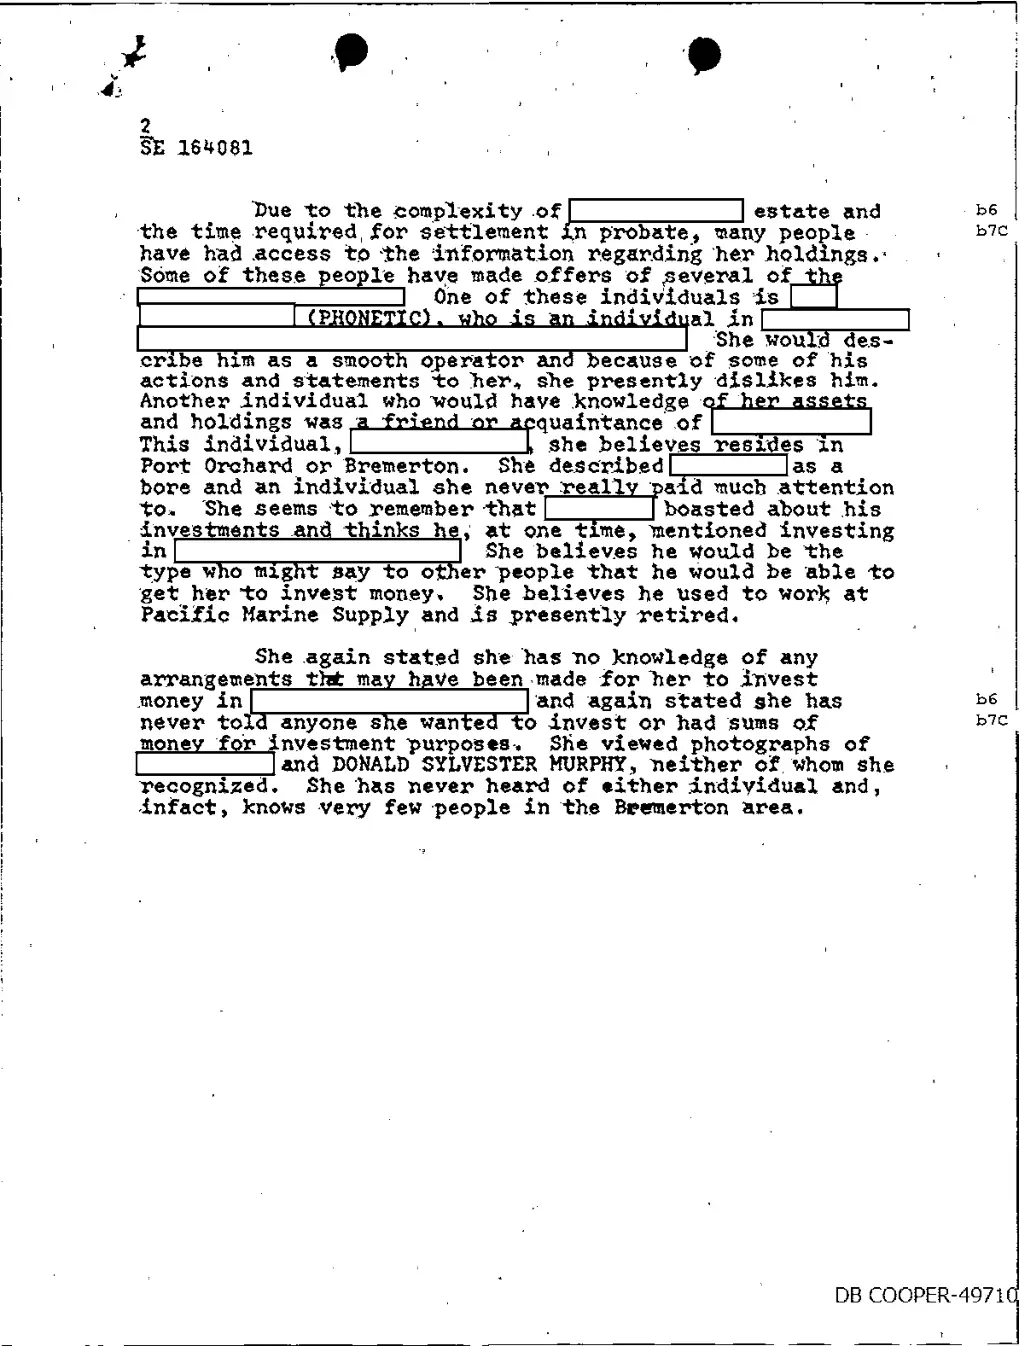 2
SE 164081
Due to the complexity of estate and
b6
the time required for settlement in probate, many people
b7C
have had access to the information regarding her holdings.
Some of these people have made offers of several of the
One of these individuals is
(PHONETIC), who is an individual in
She would des-
cribe him as a smooth operator and because of some of his
actions and statements to her, she presently dislikes him.
Another individual who would have knowledge of her assets
and holdings was a friend or acquaintance of
This individual, , she believes resides in
Port Orchard or Bremerton. She described as a
bore and an individual she never really paid much attention
to. She seems to remember that boasted about his
investments and thinks he, at one time, mentioned investing
in She believes he would be the
type who might say to other people that he would be able to
get her to invest money. She believes he used to work at
Pacific Marine Supply and is presently retired.
She again stated she has no knowledge of any
arrangements that may have been made for her to invest
money in and again stated she has
b6
never told anyone she wanted to invest or had sums of
b7C
money for investment purposes. She viewed photographs of
and DONALD SYLVESTER MURPHY, neither of whom she
recognized. She has never heard of either individual and,
infact, knows very few people in the Bremerton area.
DB COOPER-49710